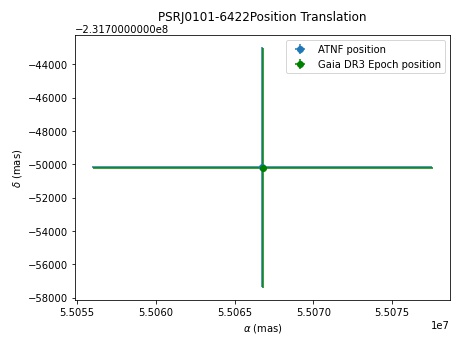 PSRJ0101-6422Position Translation
−2.3170000000e8
ATNF position
Gaia DR3 Epoch position
−44000
−46000
−48000
−50000
−52000
−54000
−56000
−58000
δ (mas)
5.5055 5.5060 5.5065 5.5070 5.5075
1e7
α (mas)